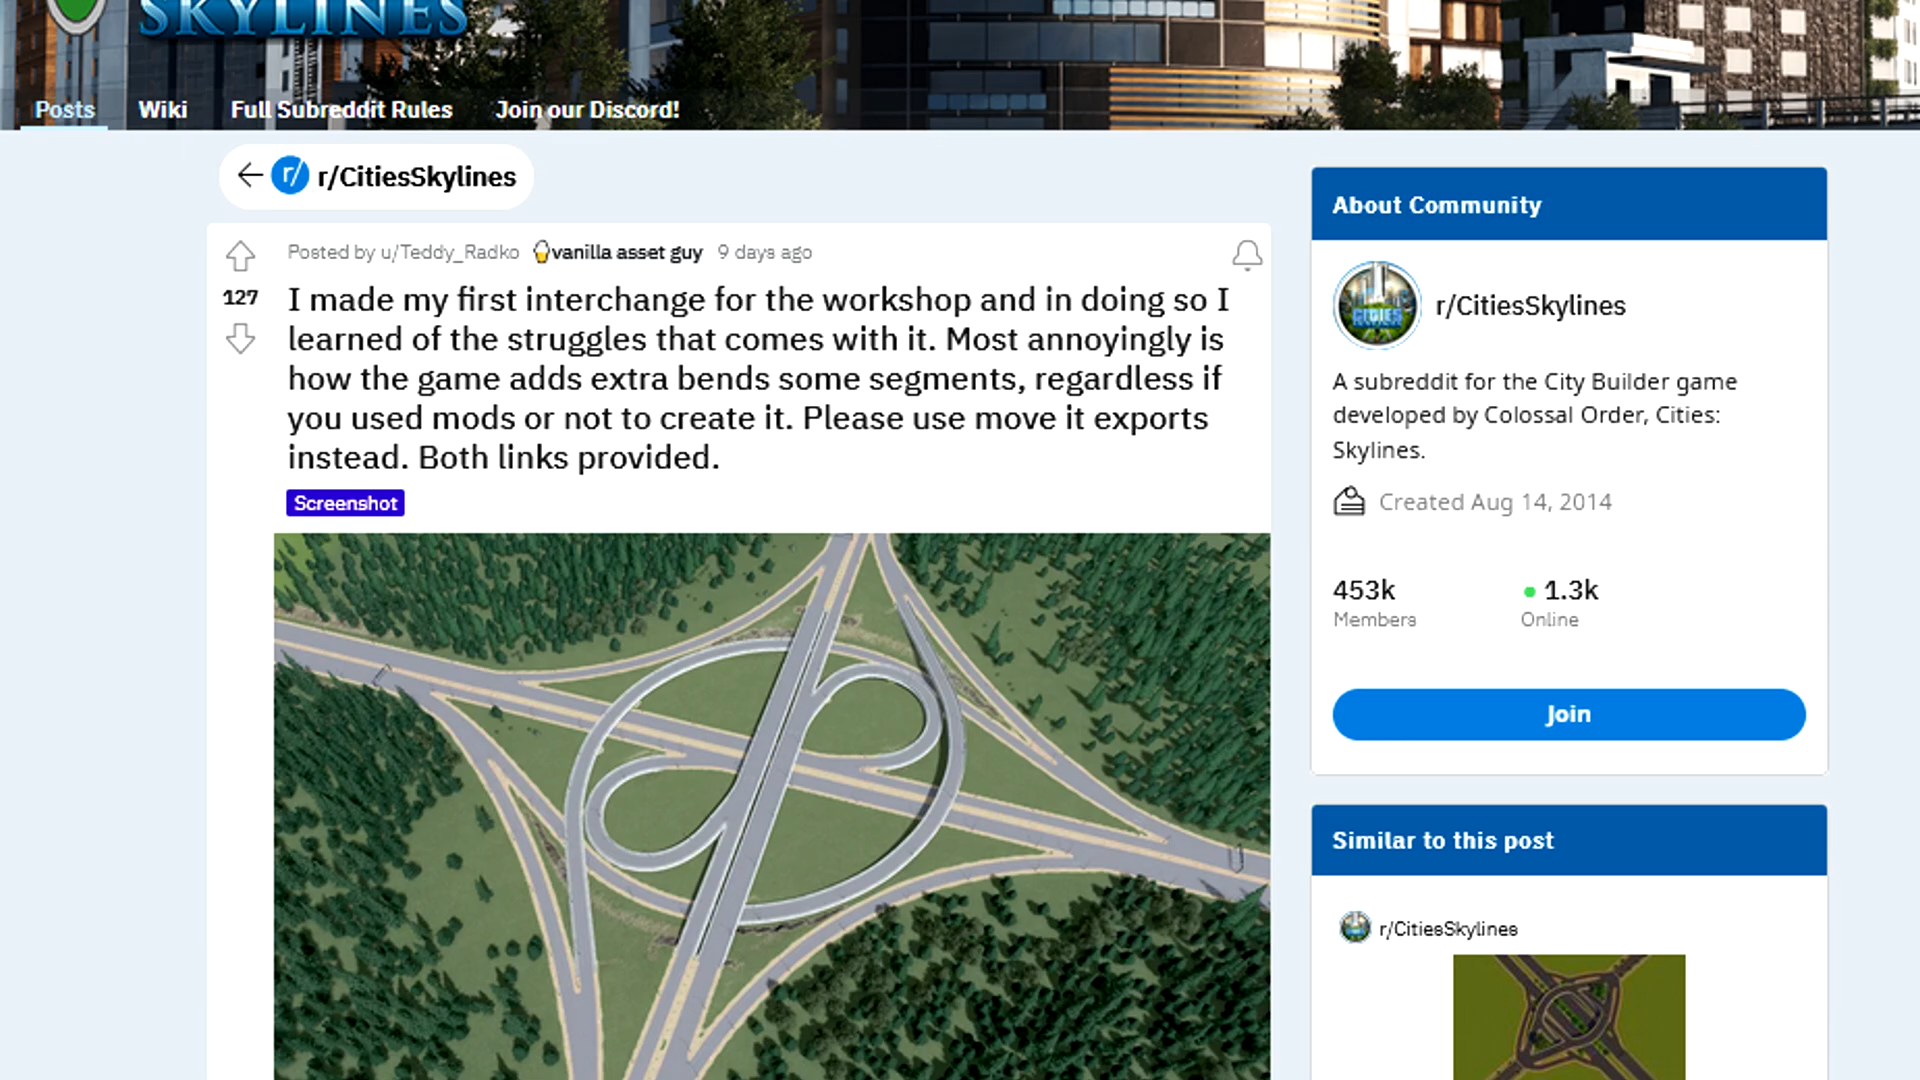 SKYLINES
Posts Wiki Full Subreddit Rules Join our Discord!
r/ r/CitiesSkylines
Posted by u/Teddy_Radko vanilla asset guy 9 days ago
127
I made my first interchange for the workshop and in doing so I
learned of the struggles that comes with it. Most annoyingly is
how the game adds extra bends some segments, regardless if
you used mods or not to create it. Please use move it exports
instead. Both links provided.
Screenshot
About Community
CITIES
r/CitiesSkylines
A subreddit for the City Builder game
developed by Colossal Order, Cities:
Skylines.
Created Aug 14, 2014
453k 1.3k
Members Online
Join
Similar to this post
r/CitiesSkylines